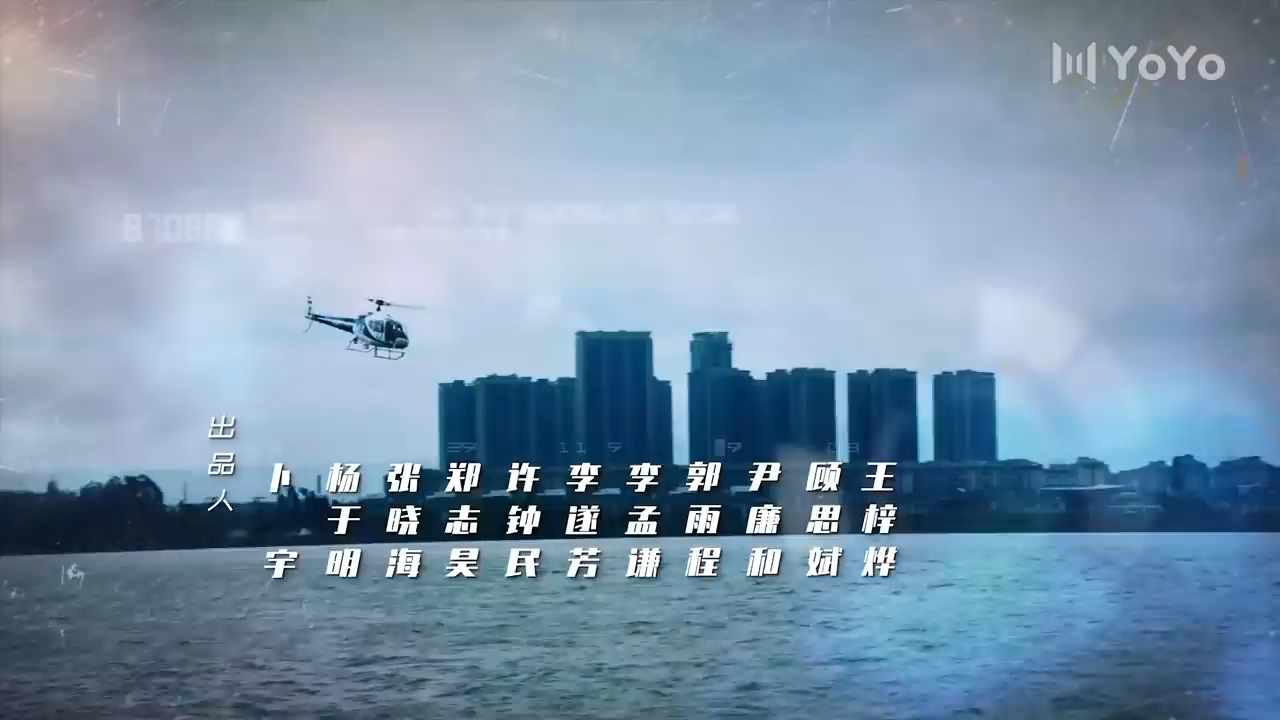 YoYo
出品人
卜宇
杨于明
张晓海
郑志昊
许钟民
李遂芳
李孟谦
郭雨程
尹廉和
顾思斌
王梓烨